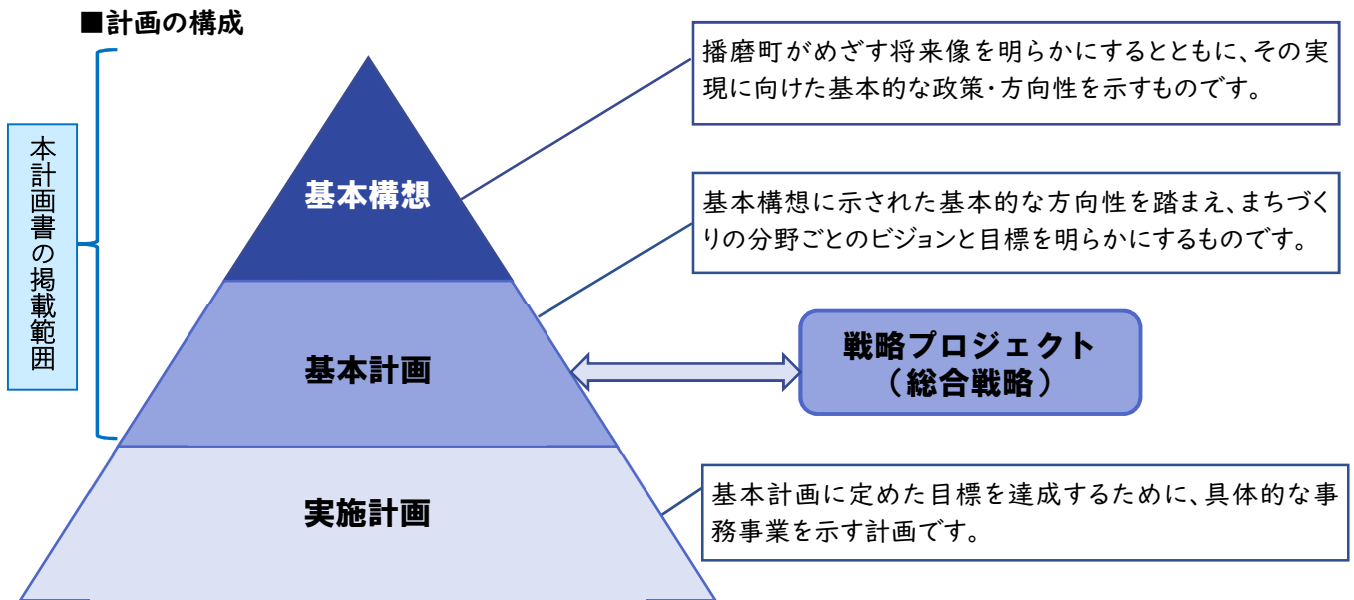 ■計画の構成
本計画書の掲載範囲
基本構想
播磨町がめざす将来像を明らかにするとともに、その実
現に向けた基本的な政策・方向性を示すものです。
基本構想に示された基本的な方向性を踏まえ、まちづく
りの分野ごとのビジョンと目標を明らかにするものです。
基本計画
戦略プロジェクト
（総合戦略）
実施計画
基本計画に定めた目標を達成するために、具体的な事
務事業を示す計画です。